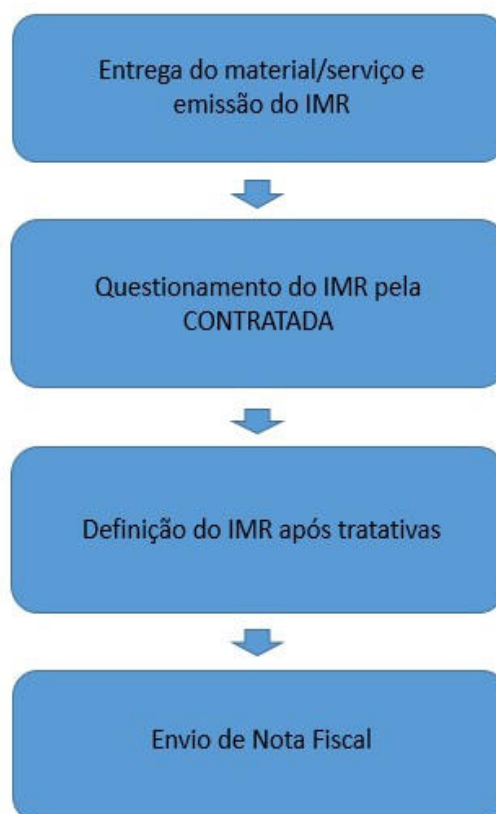 Entrega do material/serviço e
emissão do IMR
Questionamento do IMR pela
CONTRATADA
Definição do IMR após tratativas
Envio de Nota Fiscal